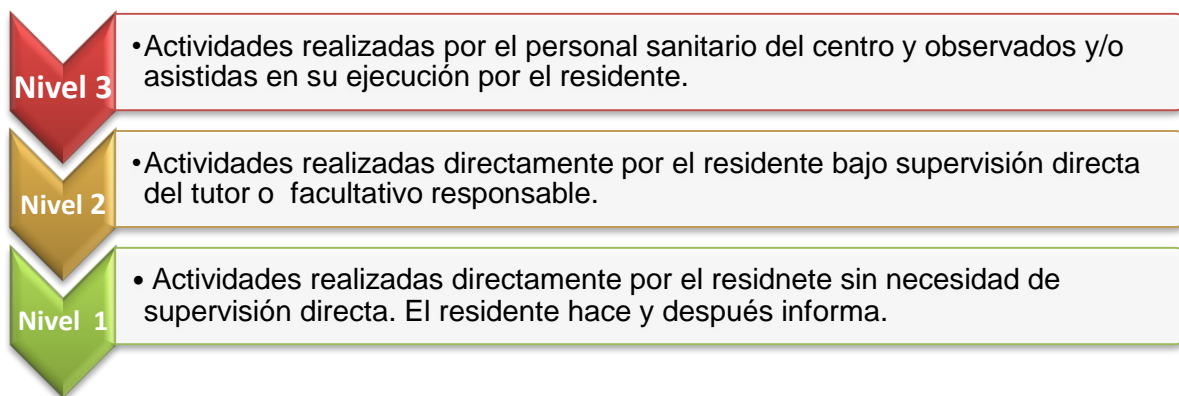 •Actividades realizadas por el personal sanitario del centro y observados y/o
asistidas en su ejecución por el residente.
Nivel 3
•Actividades realizadas directamente por el residente bajo supervisión directa
del tutor o facultativo responsable.
Nivel 2
• Actividades realizadas directamente por el residnete sin necesidad de
supervisión directa. El residente hace y después informa.
Nivel 1